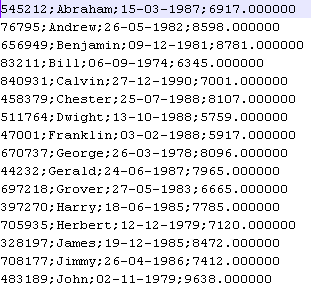 545212;Abraham;15-03-1987;6917.000000
76795;Andrew;26-05-1982;8598.000000
656949;Benjamin;09-12-1981;8781.000000
83211;Bill;06-09-1974;6345.000000
840931;Calvin;27-12-1990;7001.000000
458379;Chester;25-07-1988;8107.000000
511764;Dwight;13-10-1988;5759.000000
47001;Franklin;03-02-1988;5917.000000
670737;George;26-03-1978;8096.000000
44232;Gerald;24-06-1987;7965.000000
697218;Grover;27-05-1983;6665.000000
397270;Harry;18-06-1985;7785.000000
705935;Herbert;12-12-1979;7120.000000
328197;James;19-12-1985;8472.000000
708177;Jimmy;26-04-1986;7412.000000
483189;John;02-11-1979;9638.000000